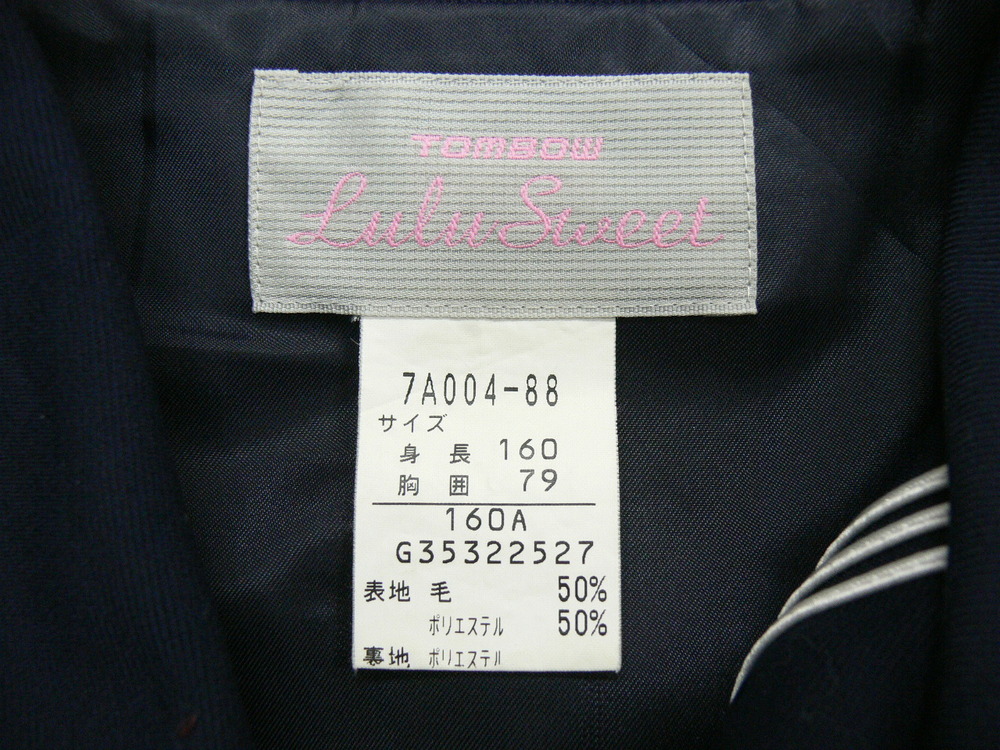 TOMBOW
Lulu Sweet
7A004-88
サイズ
身長 160
胸囲 79
160A
G35322527
表地 毛 50%
ポリエステル 50%
裏地 ポリエステル